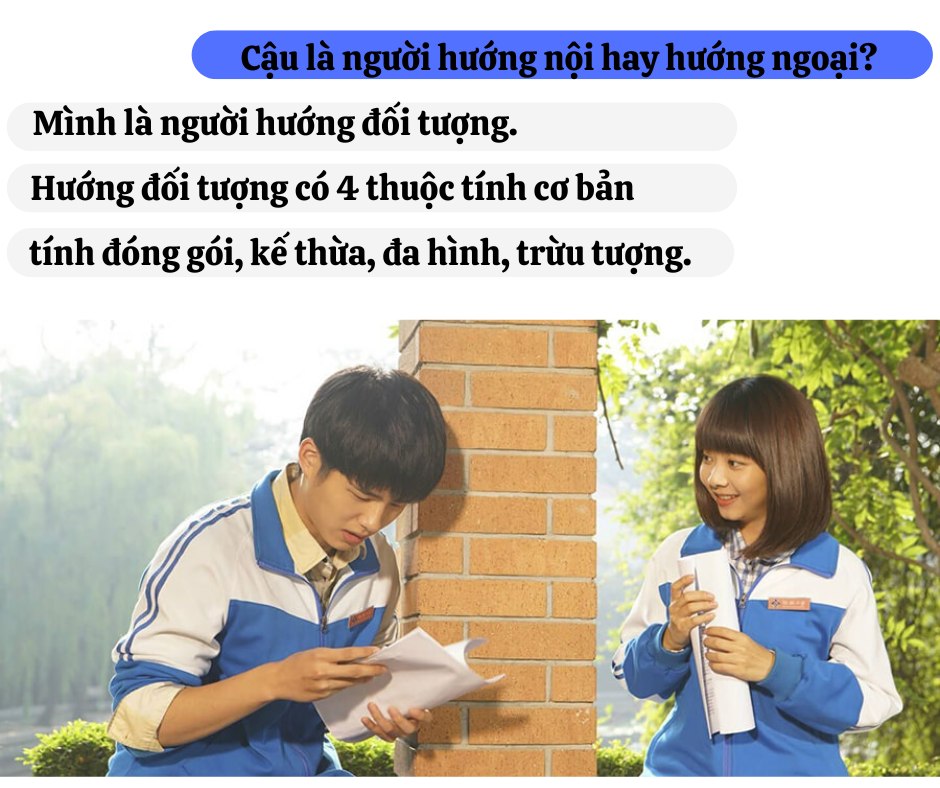 Cậu là người hướng nội hay hướng ngoại?
Mình là người hướng đối tượng.
Hướng đối tượng có 4 thuộc tính cơ bản
tính đóng gói, kế thừa, đa hình, trừu tượng.